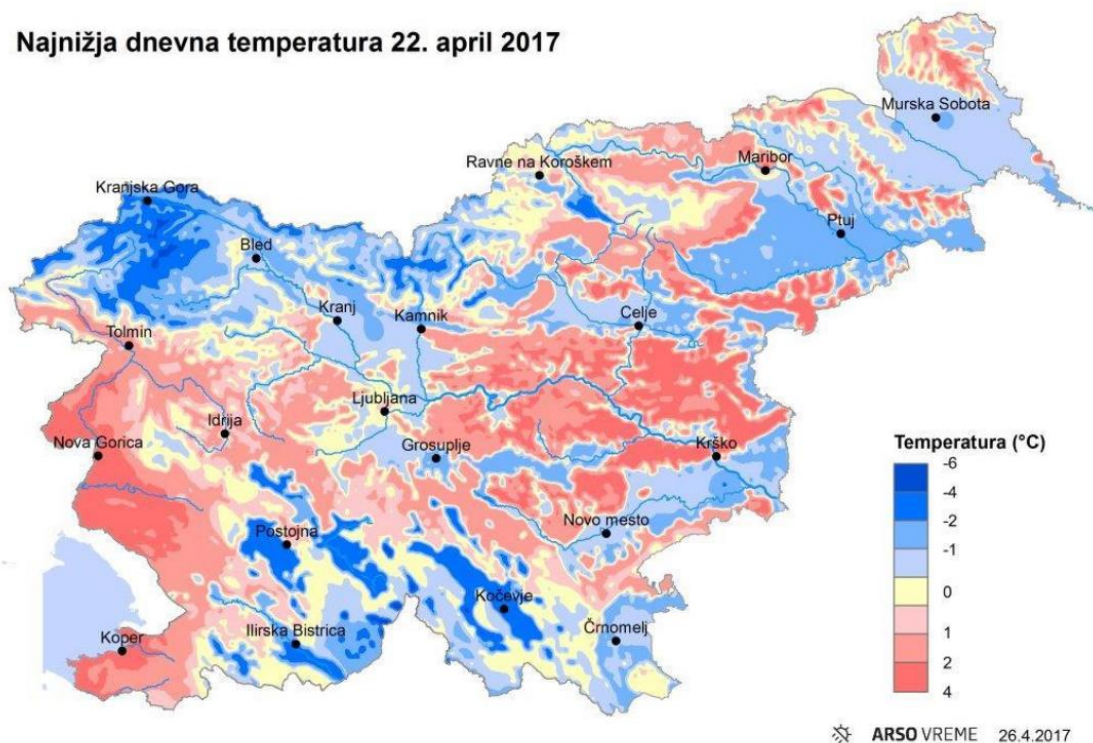 Najnižja dnevna temperatura 22. april 2017
Murska Sobota
Ravne na Koroškem
Maribor
Kranjska Gora
Ptuj
Bled
Kranj
Kamnik
Celje
Tolmin
Ljubljana
Idrija
Nova Gorica
Grosuplje
Krško
Temperatura (°C)
-6
-4
-2
-1
0
1
2
4
Novo mesto
Postojna
Kočevje
Koper
Ilirska Bistrica
Črnomelj
ARSO VREME 26.4.2017